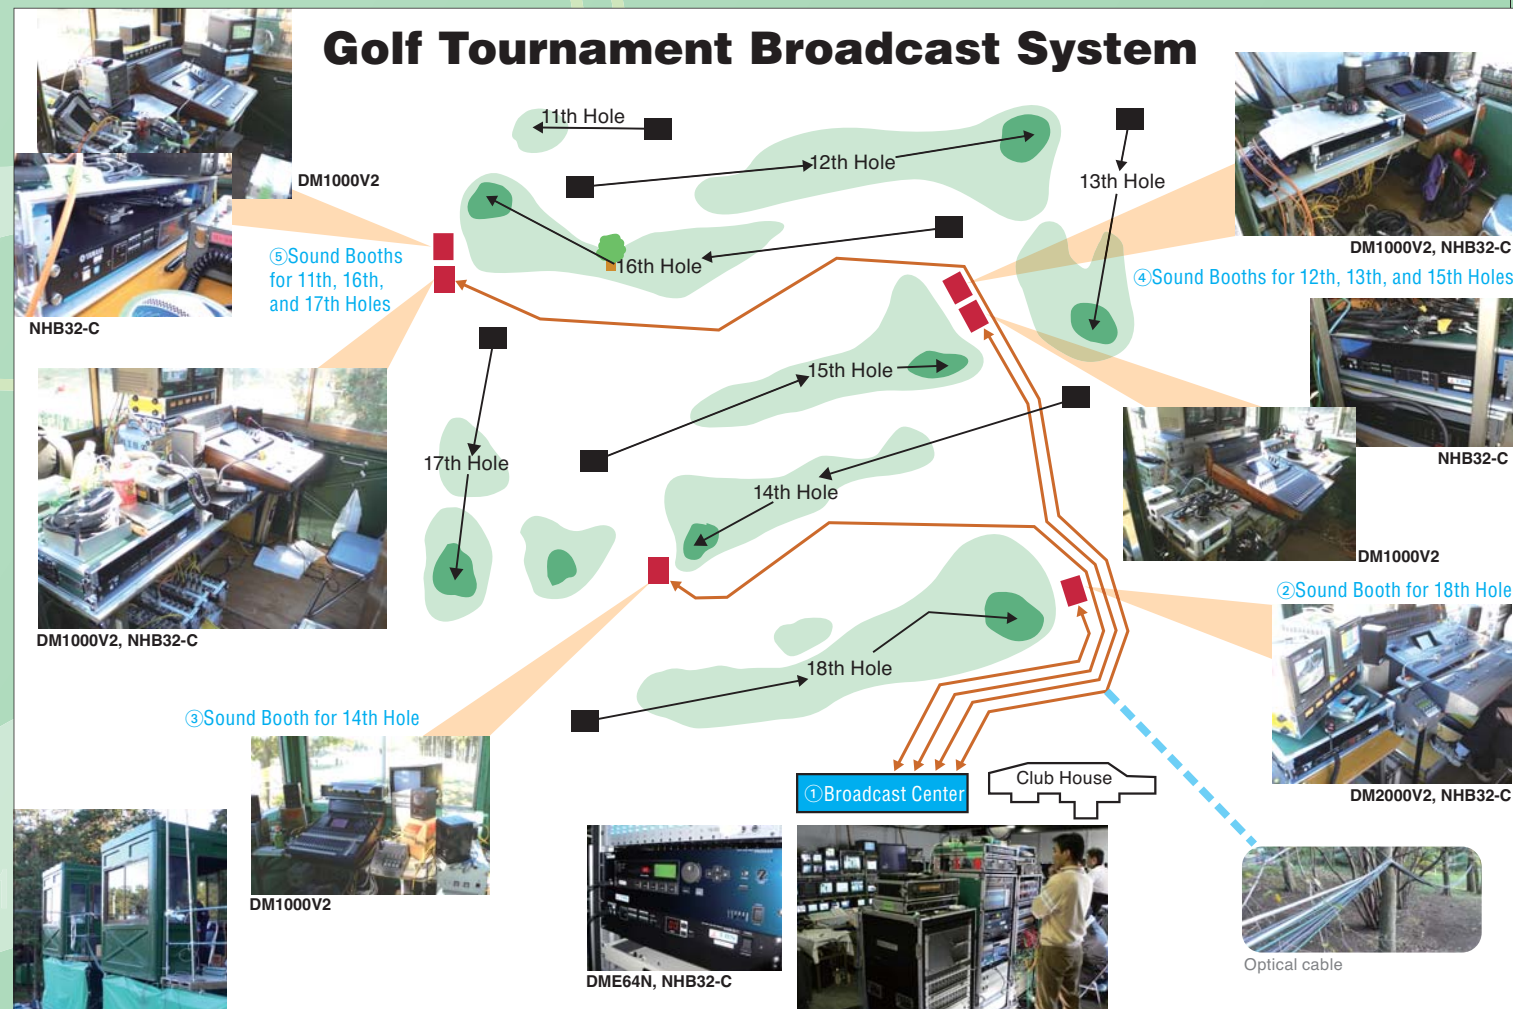 Golf Tournament Broadcast System
11th Hole
12th Hole
13th Hole
DM1000V2
DM1000V2, NHB32-C
⑤Sound Booths
for 11th, 16th,
and 17th Holes
16th Hole
④Sound Booths for 12th, 13th, and 15th Holes
NHB32-C
15th Hole
17th Hole
NHB32-C
14th Hole
DM1000V2
②Sound Booth for 18th Hole
DM1000V2, NHB32-C
18th Hole
③Sound Booth for 14th Hole
①Broadcast Center
Club House
DM2000V2, NHB32-C
DM1000V2
DME64N, NHB32-C
Optical cable